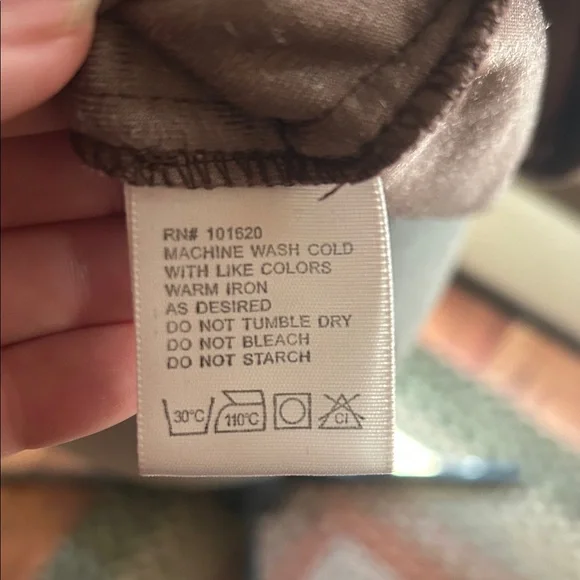 RN# 101620
MACHINE WASH COLD
WITH LIKE COLORS
WARM IRON
AS DESIRED
DO NOT TUMBLE DRY
DO NOT BLEACH
DO NOT STARCH
30°C 110°C Cl